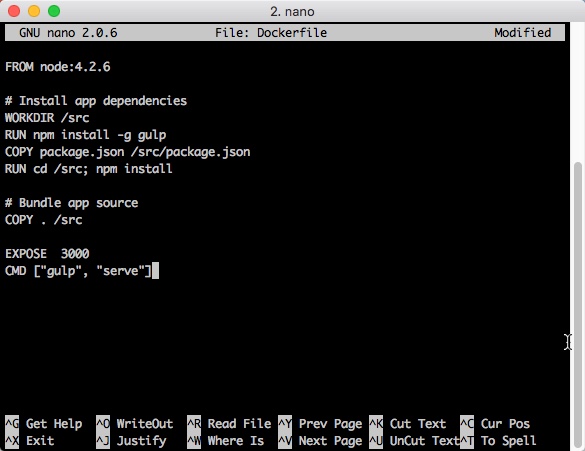 2. nano
GNU nano 2.0.6 File: Dockerfile Modified
FROM node:4.2.6
# Install app dependencies
WORKDIR /src
RUN npm install -g gulp
COPY package.json /src/package.json
RUN cd /src; npm install
# Bundle app source
COPY . /src
EXPOSE  3000
CMD ["gulp", "serve"]
^G Get Help ^O WriteOut ^R Read File ^Y Prev Page ^K Cut Text ^C Cur Pos
^X Exit ^J Justify ^W Where Is ^V Next Page ^U UnCut Text ^T To Spell